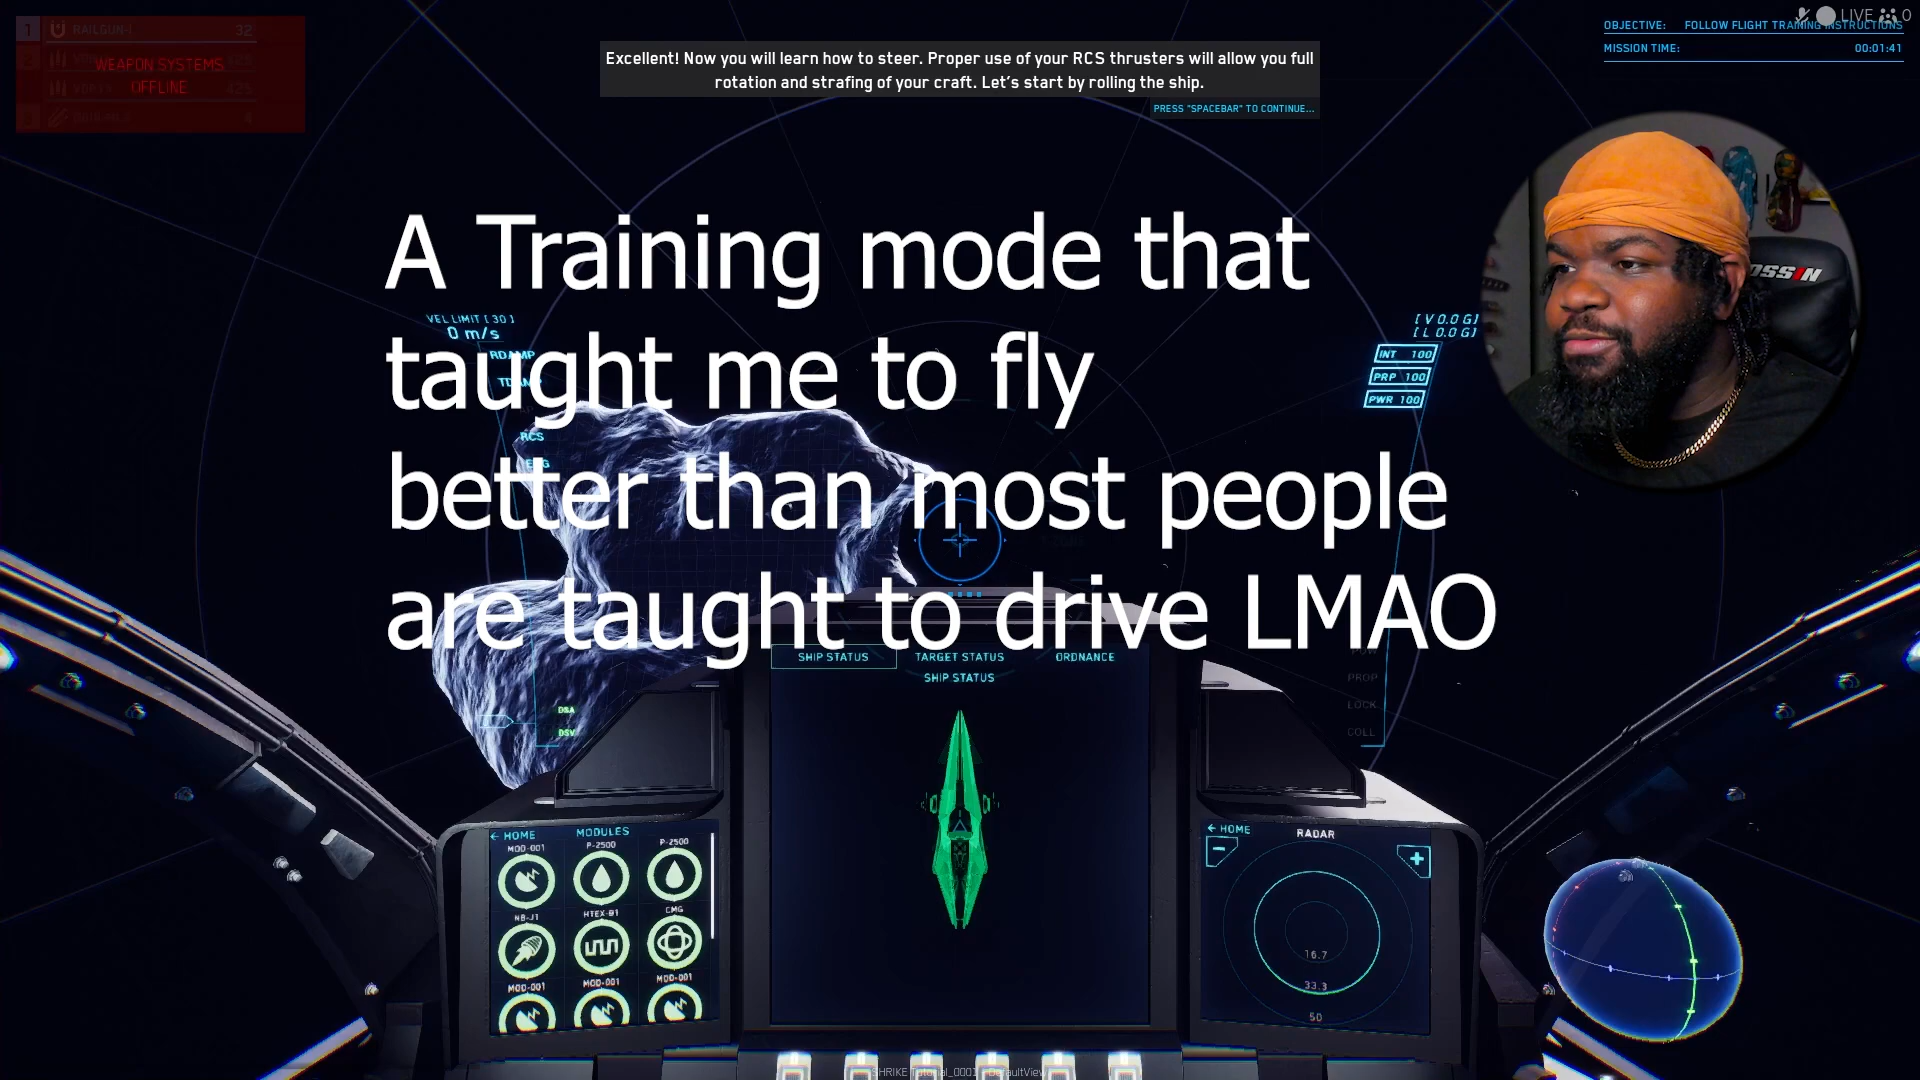 1 RAILGUN-I 32
WEAPON SYSTEMS
OFFLINE
LIVE 0
OBJECTIVE: FOLLOW FLIGHT TRAINING INSTRUCTIONS
MISSION TIME: 00:01:41
Excellent! Now you will learn how to steer. Proper use of your RCS thrusters will allow you full
rotation and strafing of your craft. Let's start by rolling the ship.
PRESS "SPACEBAR" TO CONTINUE...
A Training mode that
taught me to fly
better than most people
are taught to drive LMAO
VEL LIMIT [ 30 ]
0 m/s
RDAMP
RCS
[ V 0.0 G]
[ L 0.0 G]
INT 100
PRP 100
PWR 100
SHIP STATUS TARGET STATUS ORDNANCE
SHIP STATUS
PROP
LOCK
COLL
DSA
DSV
← HOME MODULES
MOD-001 P-2500 P-2500
NB-J1 HTEX-B1 CMG
MOD-001 MOD-001 MOD-001
← HOME RADAR
- +
16.7
33.3
50